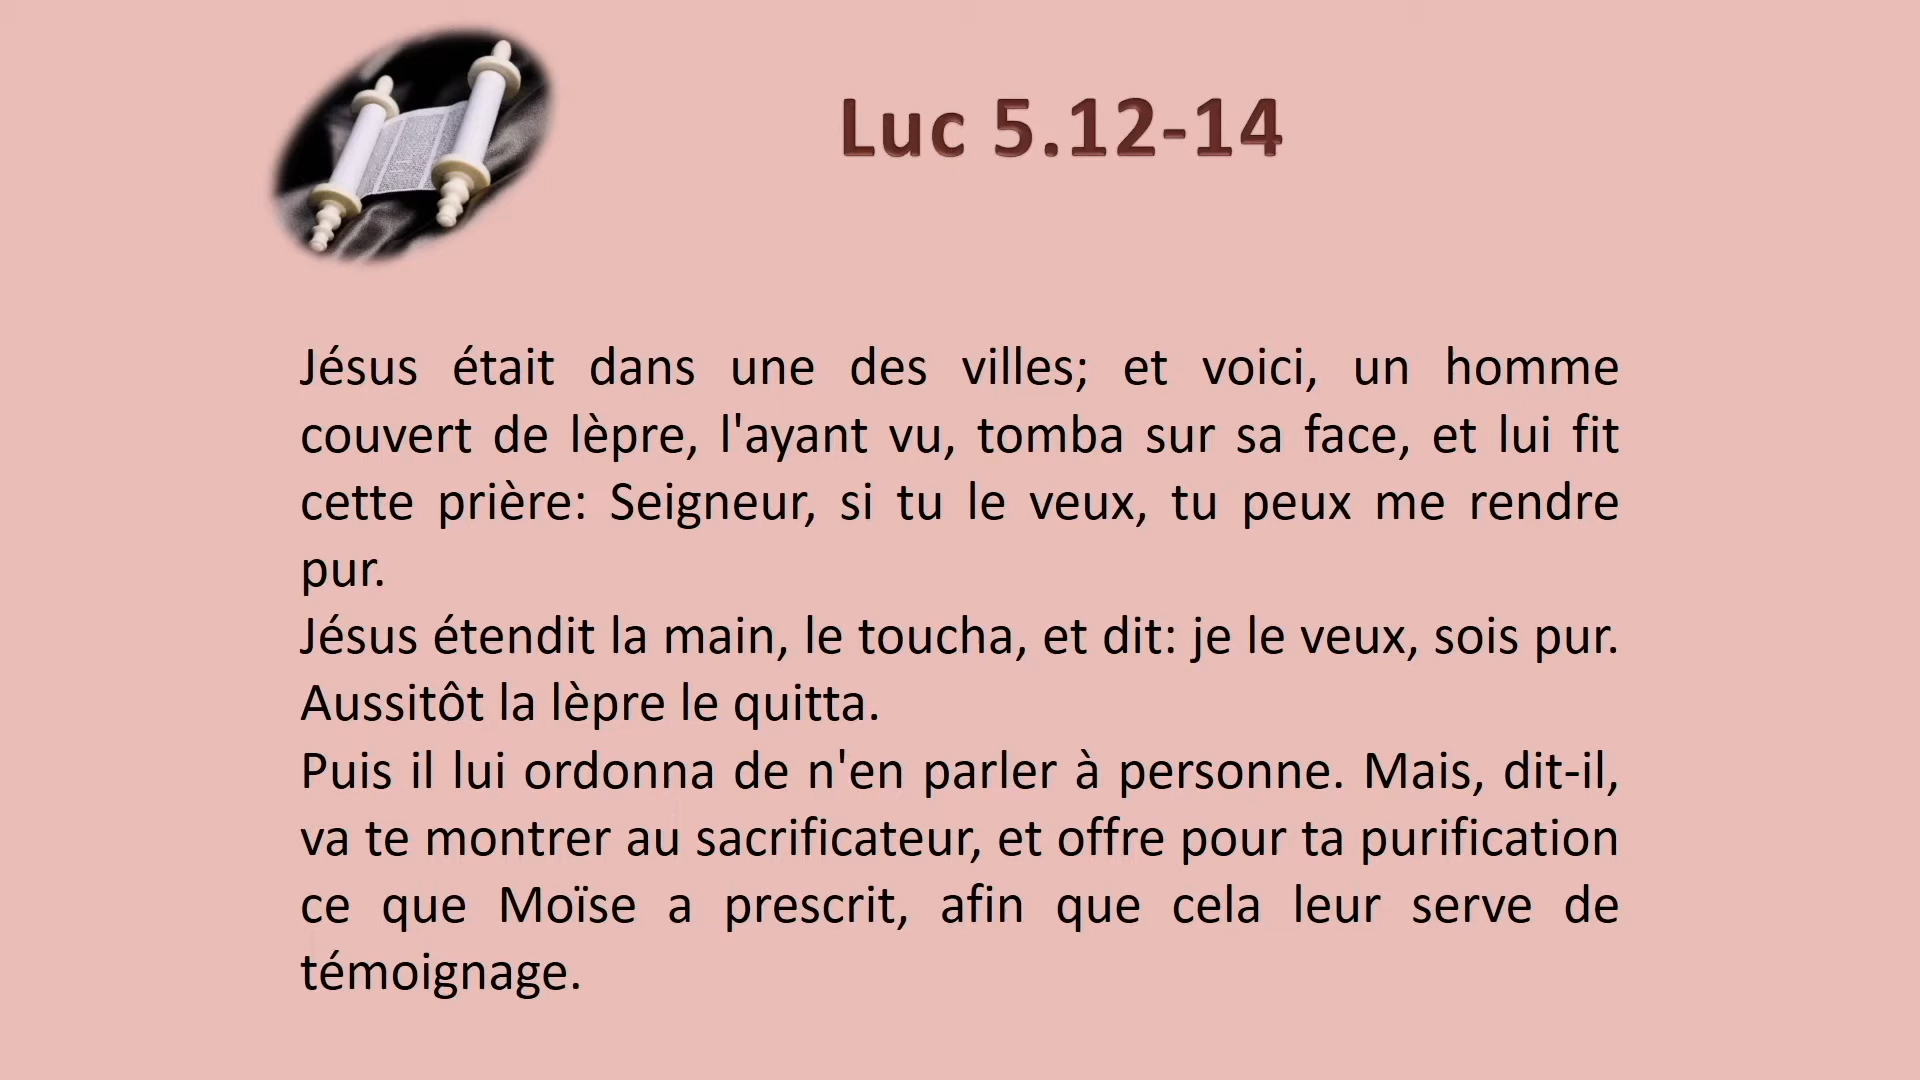 Luc 5.12-14
Jésus était dans une des villes; et voici, un homme
couvert de lèpre, l'ayant vu, tomba sur sa face, et lui fit
cette prière: Seigneur, si tu le veux, tu peux me rendre
pur.
Jésus étendit la main, le toucha, et dit: je le veux, sois pur.
Aussitôt la lèpre le quitta.
Puis il lui ordonna de n'en parler à personne. Mais, dit-il,
va te montrer au sacrificateur, et offre pour ta purification
ce que Moïse a prescrit, afin que cela leur serve de
témoignage.